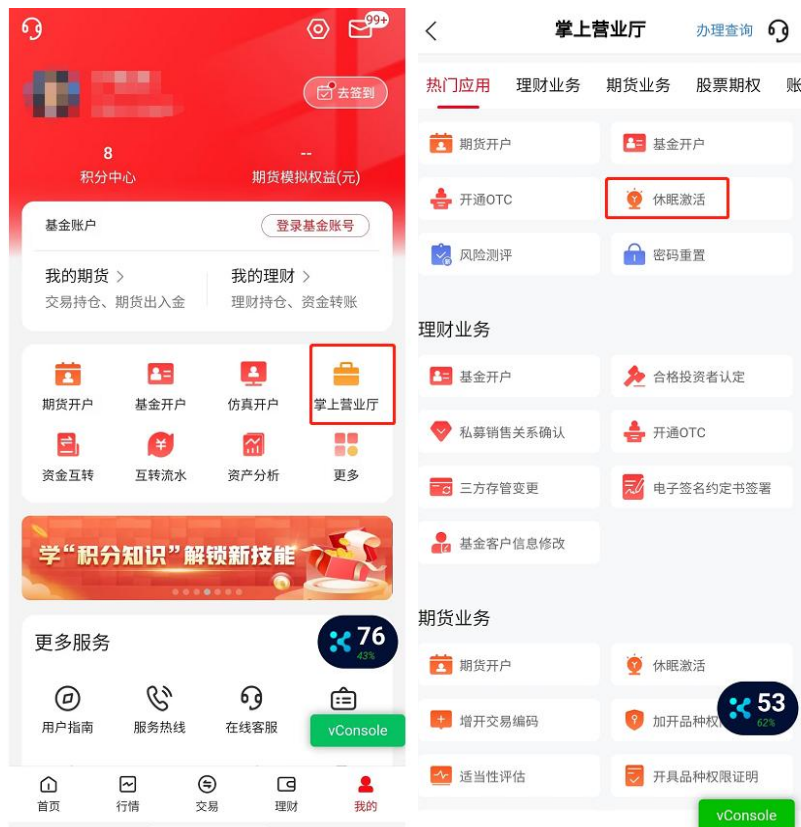 99+
去签到
8
--
积分中心
期货模拟权益(元)
基金账户
登录基金账号
我的期货
我的理财
交易持仓、期货出入金
理财持仓、资金转账
期货开户
基金开户
仿真开户
掌上营业厅
资金互转
互转流水
资产分析
更多
学“积分知识”解锁新技能
更多服务
76
43%
用户指南
服务热线
在线客服
vConsole
首页
行情
交易
理财
我的
掌上营业厅
办理查询
热门应用
理财业务
期货业务
股票期权
账
期货开户
基金开户
开通OTC
休眠激活
风险测评
密码重置
理财业务
基金开户
合格投资者认定
私募销售关系确认
开通OTC
三方存管变更
电子签名约定书签署
基金客户信息修改
期货业务
期货开户
休眠激活
53
62%
增开交易编码
加开品种权
适当性评估
开具品种权限证明
vConsole